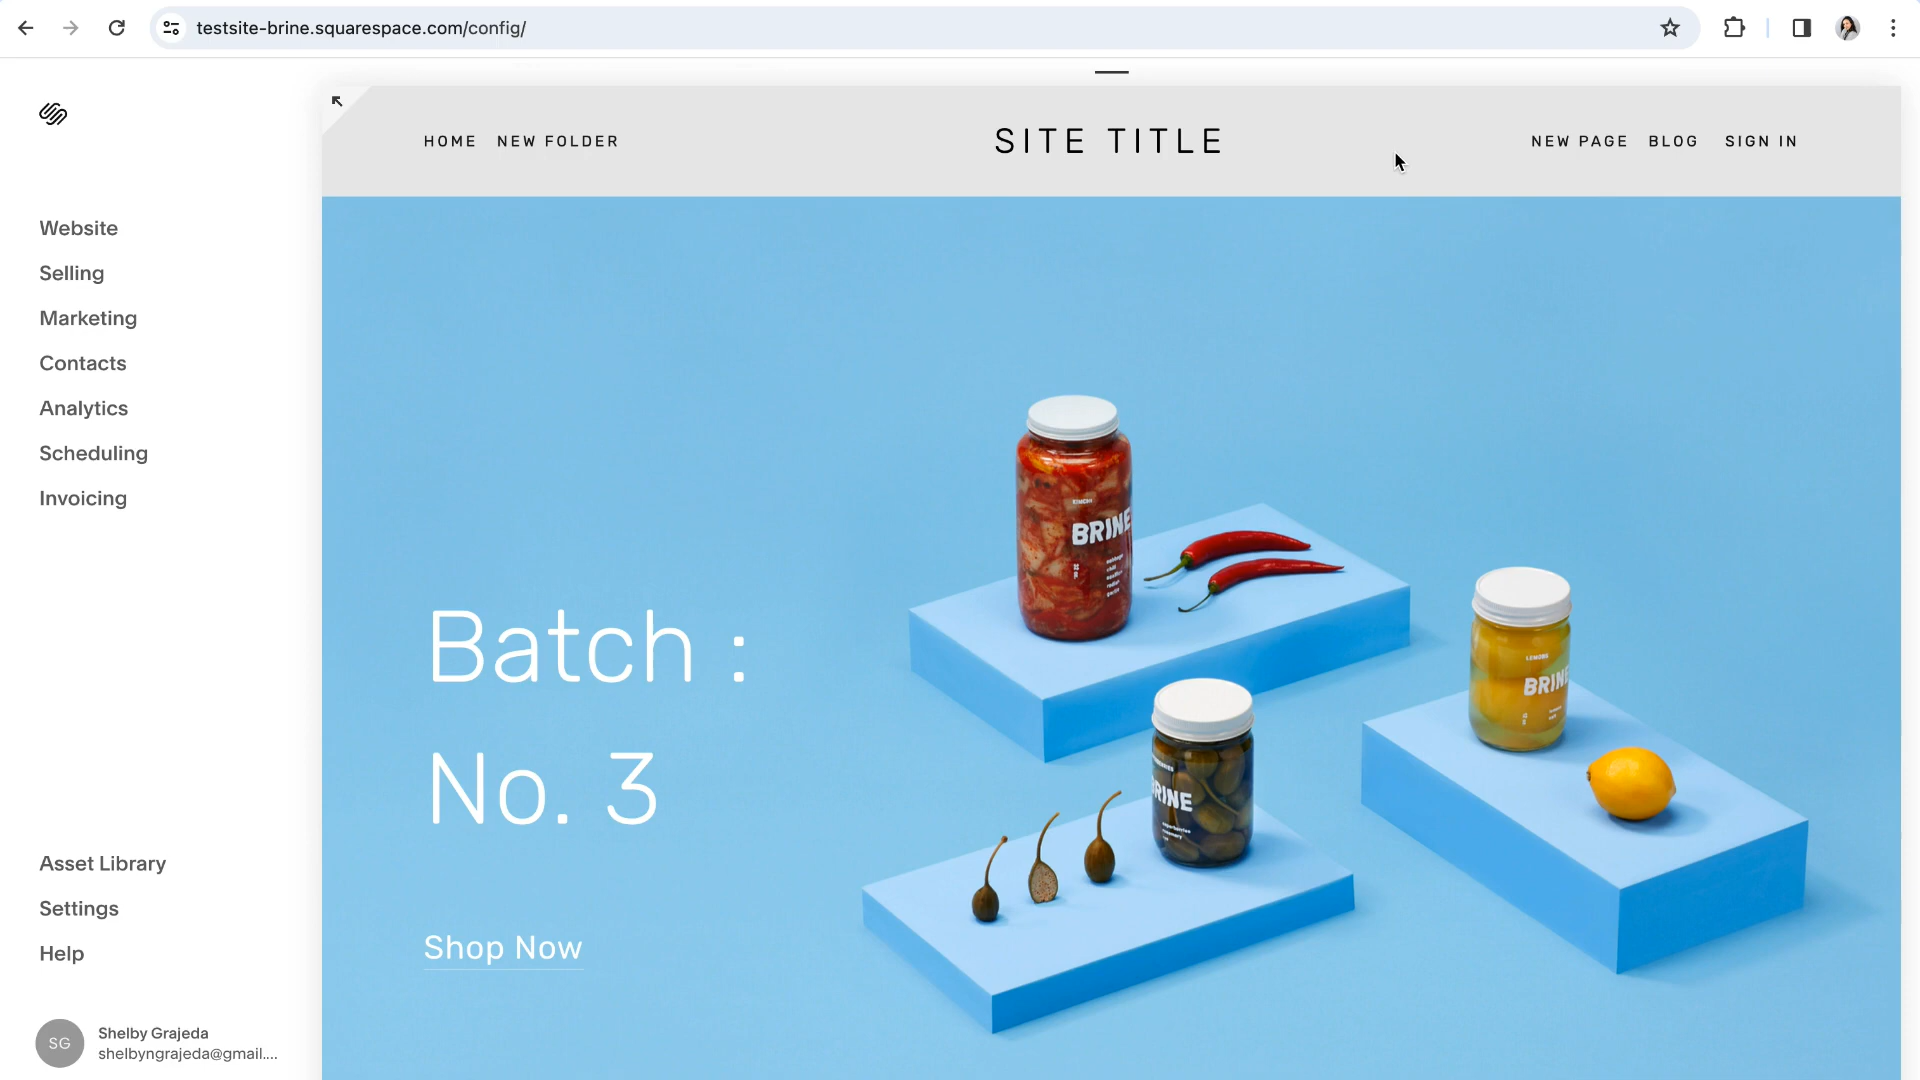 testsite-brine.squarespace.com/config/
HOME NEW FOLDER
SITE TITLE
NEW PAGE BLOG SIGN IN
Website
Selling
Marketing
Contacts
Analytics
Scheduling
Invoicing
Batch :
No. 3
Shop Now
BRINE
LEMONS
BRINE
BRINE
Asset Library
Settings
Help
SG
Shelby Grajeda
shelbyngrajeda@gmail....